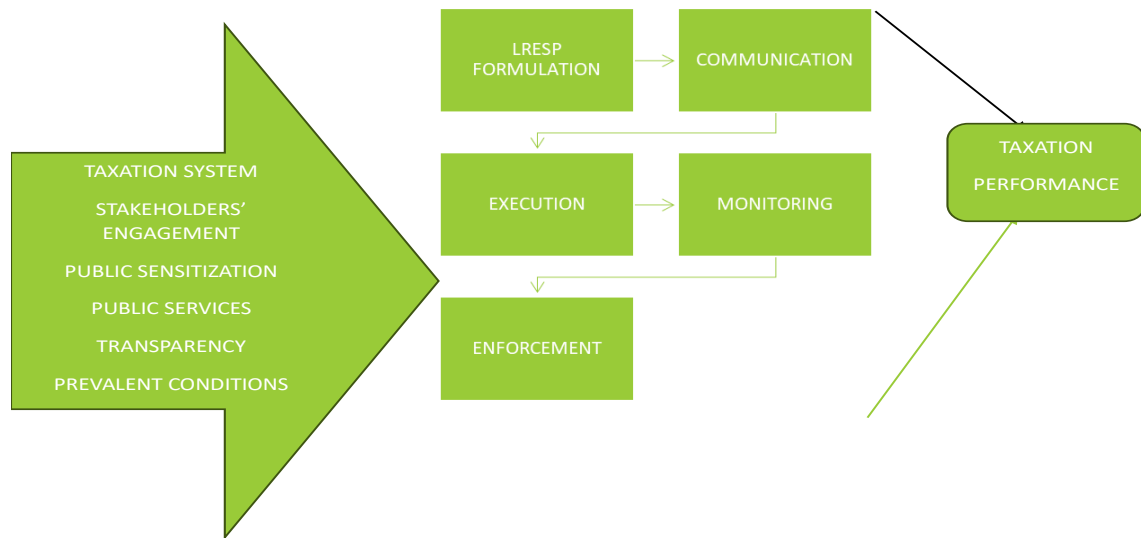 TAXATION SYSTEM
STAKEHOLDERS'
ENGAGEMENT
PUBLIC SENSITIZATION
PUBLIC SERVICES
TRANSPARENCY
PREVALENT CONDITIONS
LRESP
FORMULATION
COMMUNICATION
EXECUTION
MONITORING
ENFORCEMENT
TAXATION
PERFORMANCE